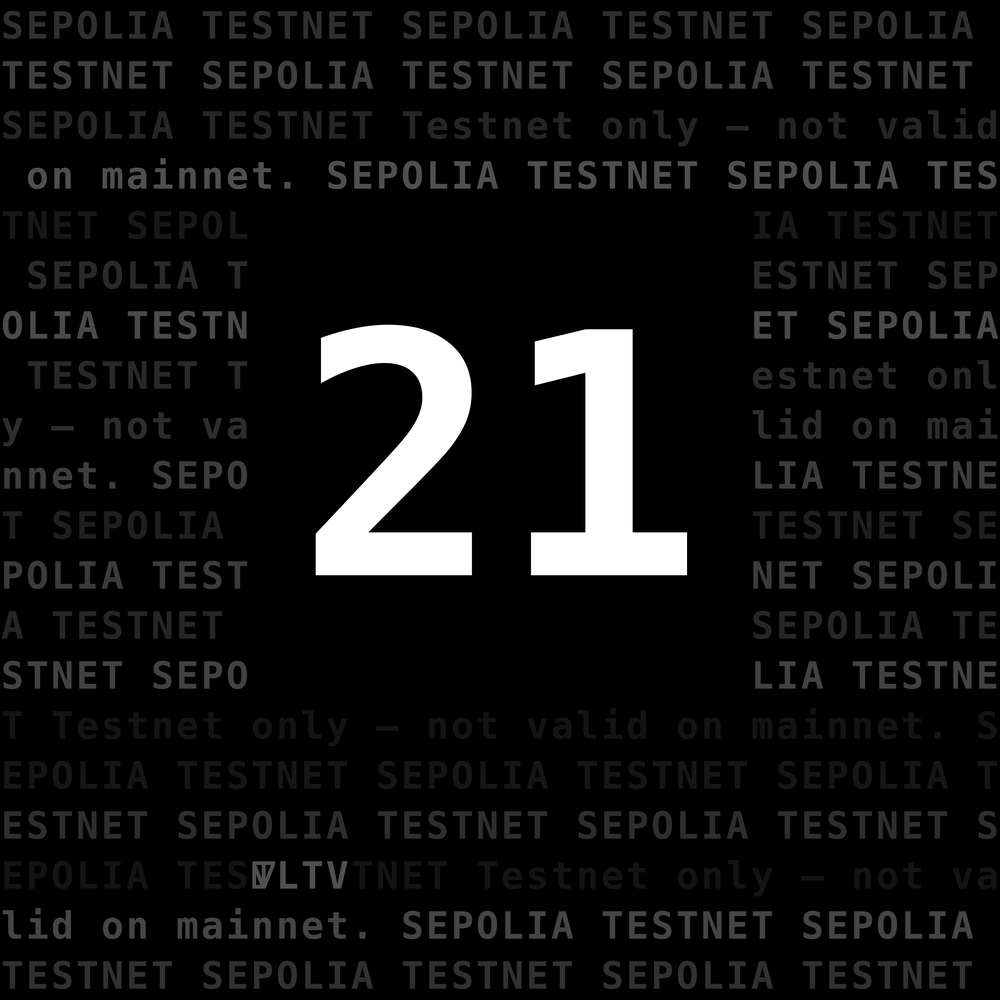 SEPOLIA TESTNET SEPOLIA TESTNET SEPOLIA
TESTNET SEPOLIA TESTNET SEPOLIA TESTNET
SEPOLIA TESTNET Testnet only — not valid
on mainnet. SEPOLIA TESTNET SEPOLIA TES
TNET SEPOL IA TESTNET
SEPOLIA T ESTNET SEP
OLIA TESTN ET SEPOLIA
TESTNET T estnet onl
y — not va lid on mai
nnet. SEPO LIA TESTNE
21
T SEPOLIA TESTNET SE
POLIA TEST NET SEPOLI
A TESTNET SEPOLIA TE
STNET SEPO LIA TESTNE
T Testnet only — not valid on mainnet. S
EPOLIA TESTNET SEPOLIA TESTNET SEPOLIA T
ESTNET SEPOLIA TESTNET SEPOLIA TESTNET S
EPOLIA TES LTV TNET Testnet only — not va
lid on mainnet. SEPOLIA TESTNET SEPOLIA
TESTNET SEPOLIA TESTNET SEPOLIA TESTNET